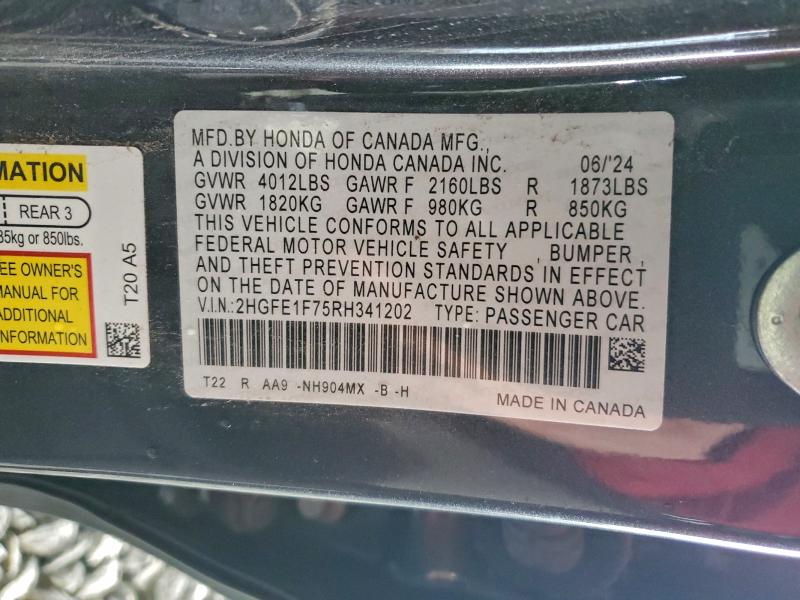 MATION
REAR 3
35kg or 850lbs.
EE OWNER'S
MANUAL FOR
ADDITIONAL
NFORMATION
T20 A5
MFD.BY HONDA OF CANADA MFG.,
A DIVISION OF HONDA CANADA INC. 06/'24
GVWR 4012LBS GAWR F 2160LBS R 1873LBS
GVWR 1820KG GAWR F 980KG R 850KG
THIS VEHICLE CONFORMS TO ALL APPLICABLE
FEDERAL MOTOR VEHICLE SAFETY , BUMPER ,
AND THEFT PREVENTION STANDARDS IN EFFECT
ON THE DATE OF MANUFACTURE SHOWN ABOVE.
V.I.N.:2HGFE1F75RH341202 TYPE: PASSENGER CAR
T22 R AA9 -NH904MX -B -H
MADE IN CANADA